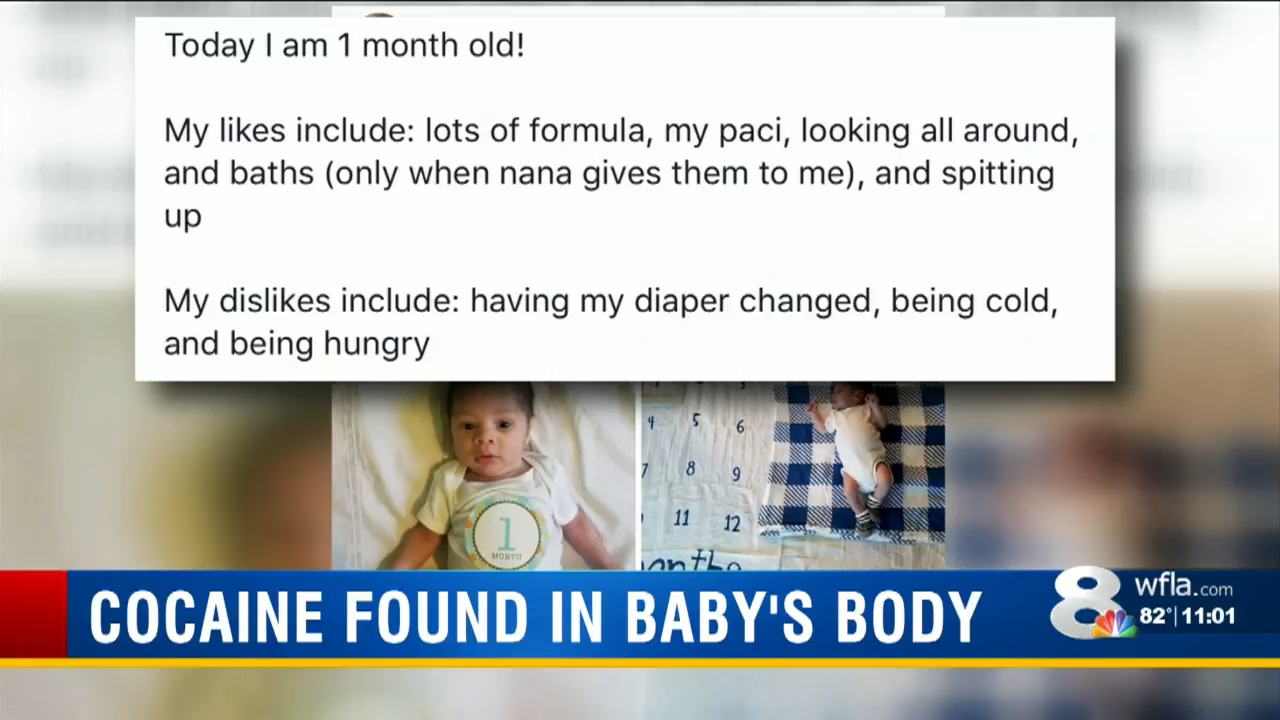 Today I am 1 month old!
My likes include: lots of formula, my paci, looking all around,
and baths (only when nana gives them to me), and spitting
up
My dislikes include: having my diaper changed, being cold,
and being hungry
1
MONTH
4 5 6
7 8 9
11 12
COCAINE FOUND IN BABY'S BODY
8
wfla.com
82° | 11:01